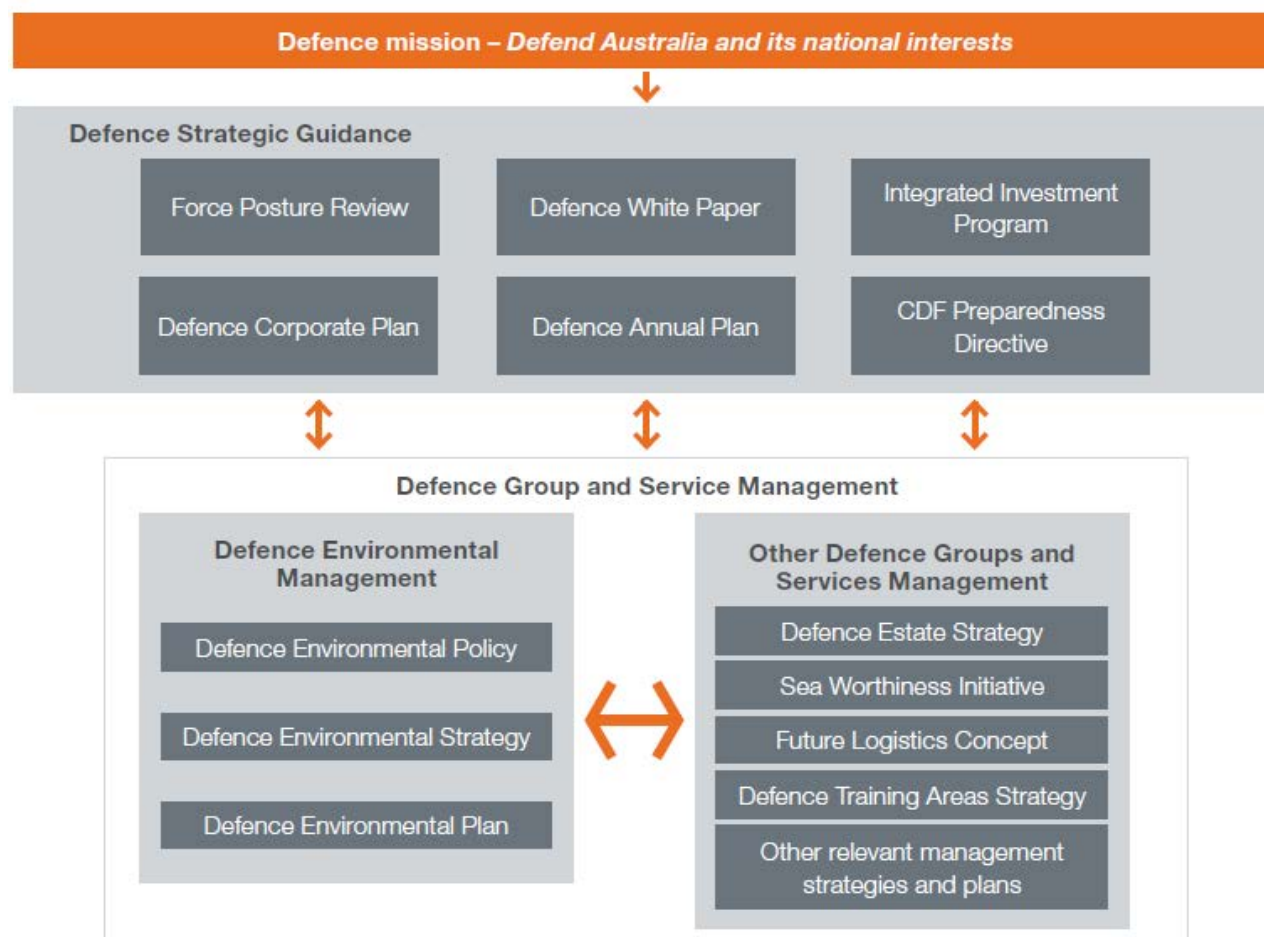 Defence mission – Defend Australia and its national interests
Defence Strategic Guidance
Force Posture Review
Defence White Paper
Integrated Investment
Program
Defence Corporate Plan
Defence Annual Plan
CDF Preparedness
Directive
Defence Group and Service Management
Defence Environmental
Management
Defence Environmental Policy
Defence Environmental Strategy
Defence Environmental Plan
Other Defence Groups and
Services Management
Defence Estate Strategy
Sea Worthiness Initiative
Future Logistics Concept
Defence Training Areas Strategy
Other relevant management
strategies and plans